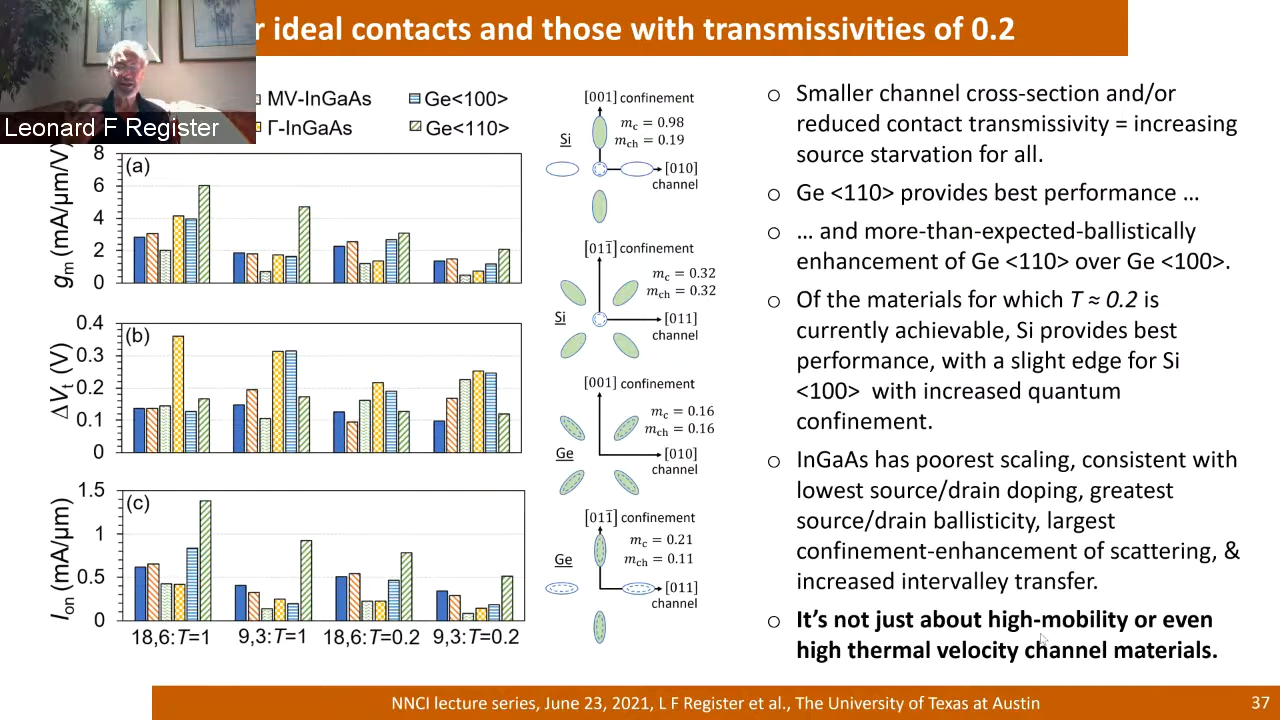 r ideal contacts and those with transmissivities of 0.2
Leonard F Register
MV-InGaAs
Ge<100>
Γ-InGaAs
Ge<110>
(a)
gm (mA/μm/V)
8
6
4
2
0
(b)
ΔVt (V)
0.4
0.3
0.2
0.1
0
(c)
Ion (mA/μm)
1.5
1
0.5
0
18,6:T=1
9,3:T=1
18,6:T=0.2
9,3:T=0.2
[001] confinement
mc = 0.98
mch = 0.19
Si
[010]
channel
[011̅] confinement
mc = 0.32
mch = 0.32
Si
[011]
channel
[001] confinement
mc = 0.16
mch = 0.16
Ge
[010]
channel
[011̅] confinement
mc = 0.21
mch = 0.11
Ge
[011]
channel
○ Smaller channel cross-section and/or
reduced contact transmissivity = increasing
source starvation for all.
○ Ge <110> provides best performance …
○ … and more-than-expected-ballistically
enhancement of Ge <110> over Ge <100>.
○ Of the materials for which T ≈ 0.2 is
currently achievable, Si provides best
performance, with a slight edge for Si
<100> with increased quantum
confinement.
○ InGaAs has poorest scaling, consistent with
lowest source/drain doping, greatest
source/drain ballisticity, largest
confinement-enhancement of scattering, &
increased intervalley transfer.
○ It’s not just about high-mobility or even
high thermal velocity channel materials.
NNCI lecture series, June 23, 2021, L F Register et al., The University of Texas at Austin
37